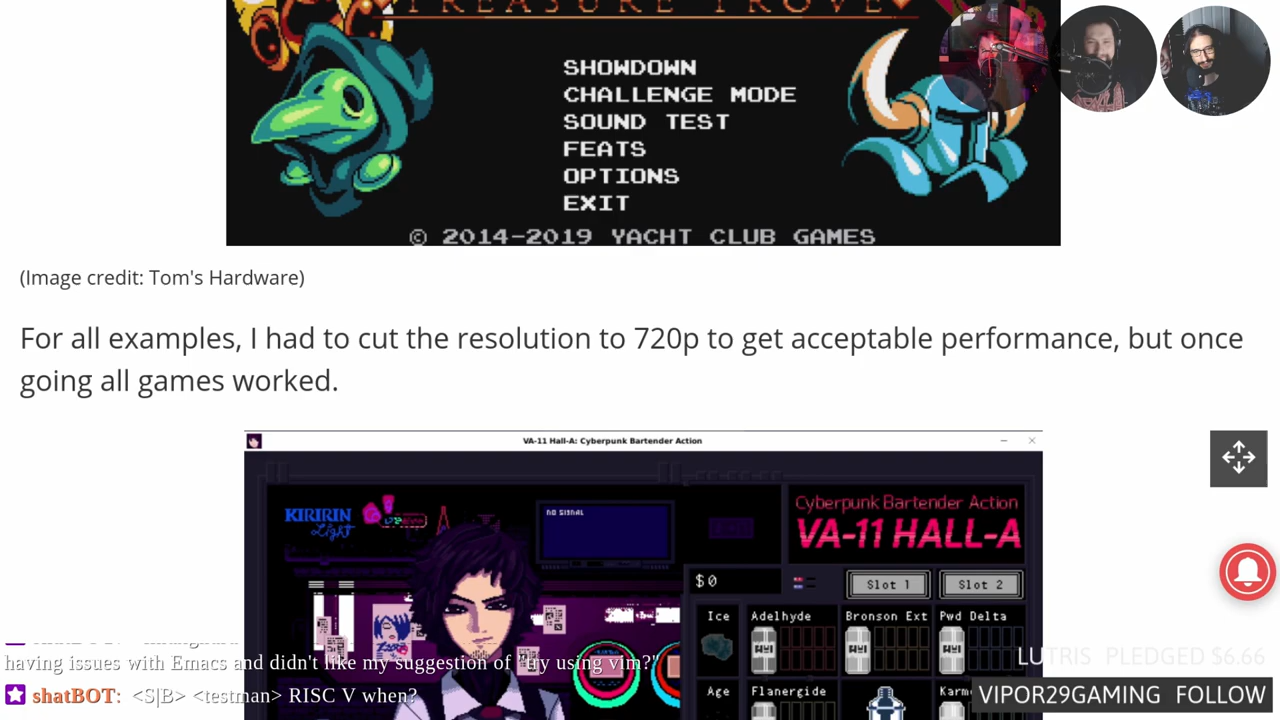 TREASURE TROVE
SHOWDOWN
CHALLENGE MODE
SOUND TEST
FEATS
OPTIONS
EXIT
© 2014-2019 YACHT CLUB GAMES
(Image credit: Tom's Hardware)
For all examples, I had to cut the resolution to 720p to get acceptable performance, but once
going all games worked.
VA-11 Hall-A: Cyberpunk Bartender Action
KIRIRIN
Light
NO SIGNAL
Cyberpunk Bartender Action
VA-11 HALL-A
$0
Slot 1
Slot 2
Ice
Adelhyde
Bronson Ext
Pwd Delta
Age
Flanergide
having issues with Emacs and didn't like my suggestion of "try using vim?"
shatBOT: <S|B> <testman> RISC V when?
LUTRIS PLEDGED $6.66
VIPOR29GAMING FOLLOW